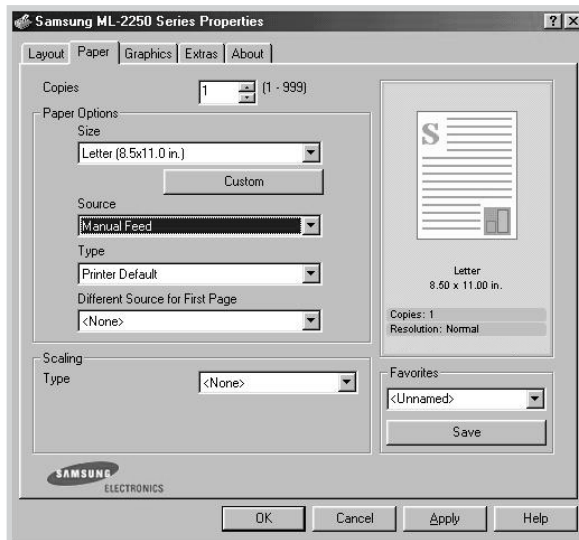 Samsung ML-2250 Series Properties
Layout Paper Graphics Extras About
Copies 1 (1 - 999)
Paper Options
Size
Letter (8.5x11.0 in.)
Custom
Source
Manual Feed
Type
Printer Default
Different Source for First Page
<None>
Scaling
Type <None>
S
Letter
8.50 x 11.00 in.
Copies: 1
Resolution: Normal
Favorites
<Unnamed>
Save
SAMSUNG
ELECTRONICS
OK Cancel Apply Help